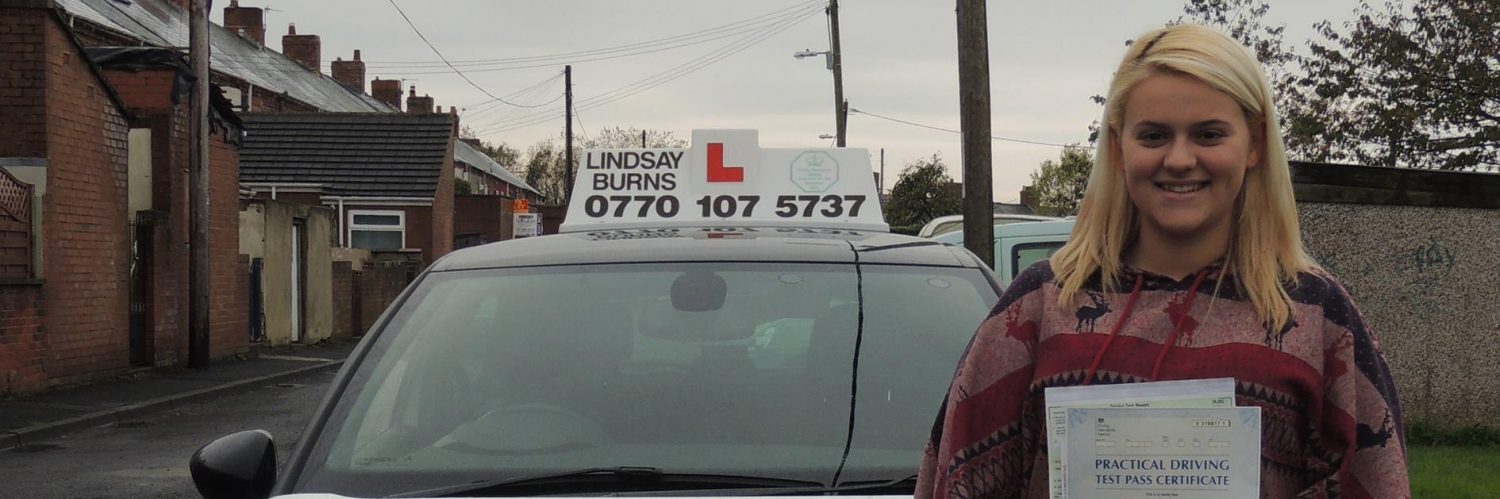 LINDSAY
BURNS
L
0770 107 5737
PRACTICAL DRIVING
TEST PASS CERTIFICATE